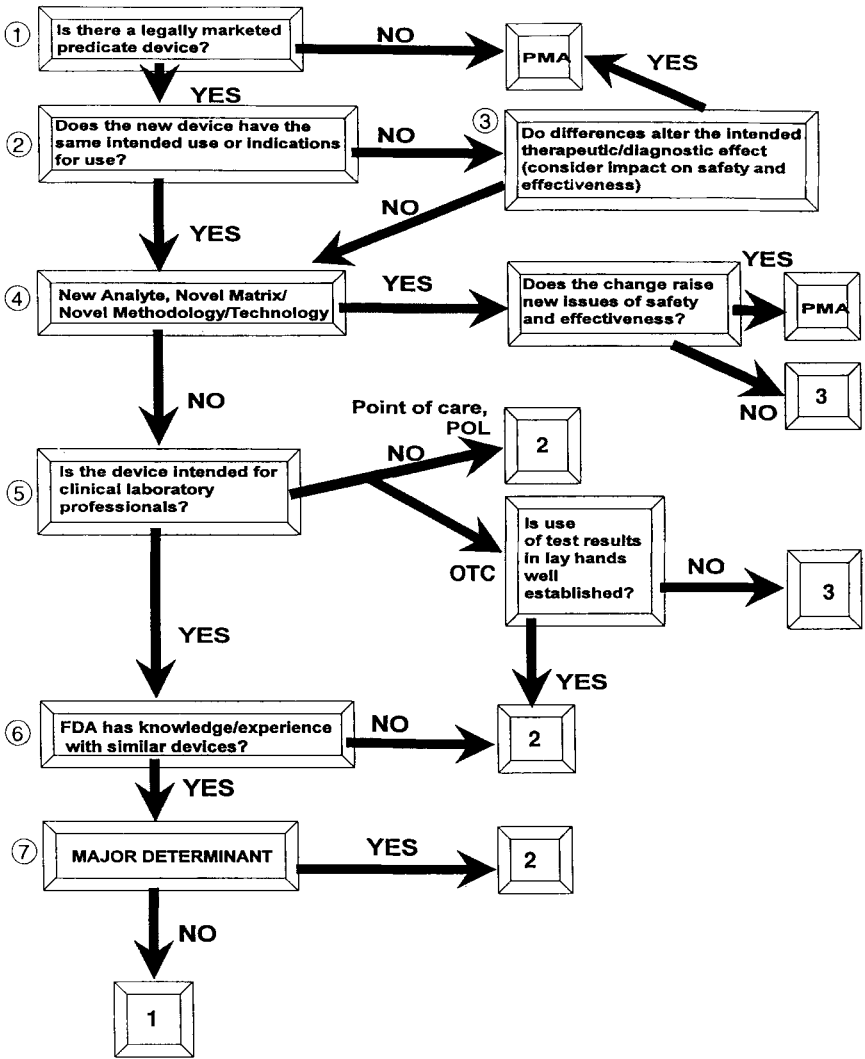 1
Is there a legally marketed
predicate device?
NO
PMA
YES
YES
2
Does the new device have the
same intended use or indications
for use?
NO
3
Do differences alter the intended
therapeutic/diagnostic effect
(consider impact on safety and
effectiveness)
NO
YES
4
New Analyte, Novel Matrix/
Novel Methodology/Technology
YES
Does the change raise
new issues of safety
and effectiveness?
YES
PMA
NO
3
NO
5
Is the device intended for
clinical laboratory
professionals?
Point of care,
POL
NO
2
OTC
Is use
of test results
in lay hands
well
established?
NO
3
YES
YES
2
6
FDA has knowledge/experience
with similar devices?
NO
YES
7
MAJOR DETERMINANT
YES
2
NO
1